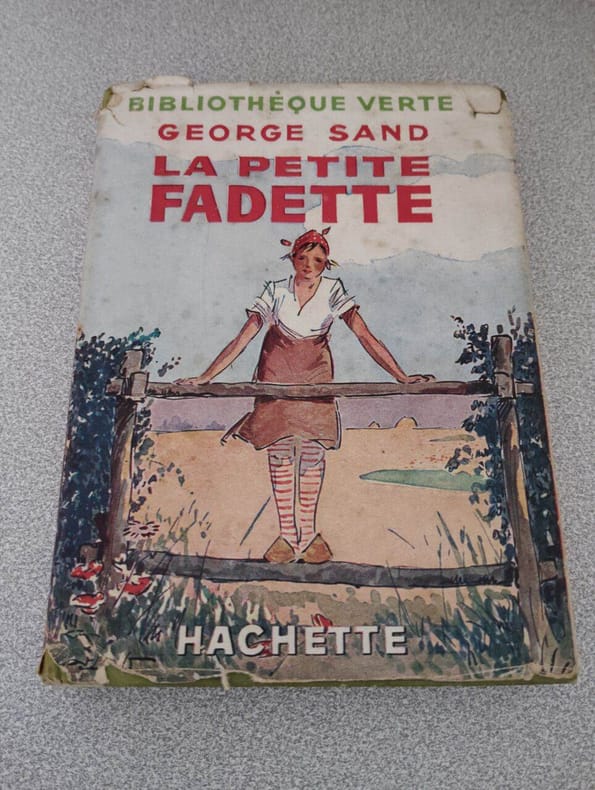 BIBLIOTHÈQUE VERTE
GEORGE SAND
LA PETITE
FADETTE
HACHETTE